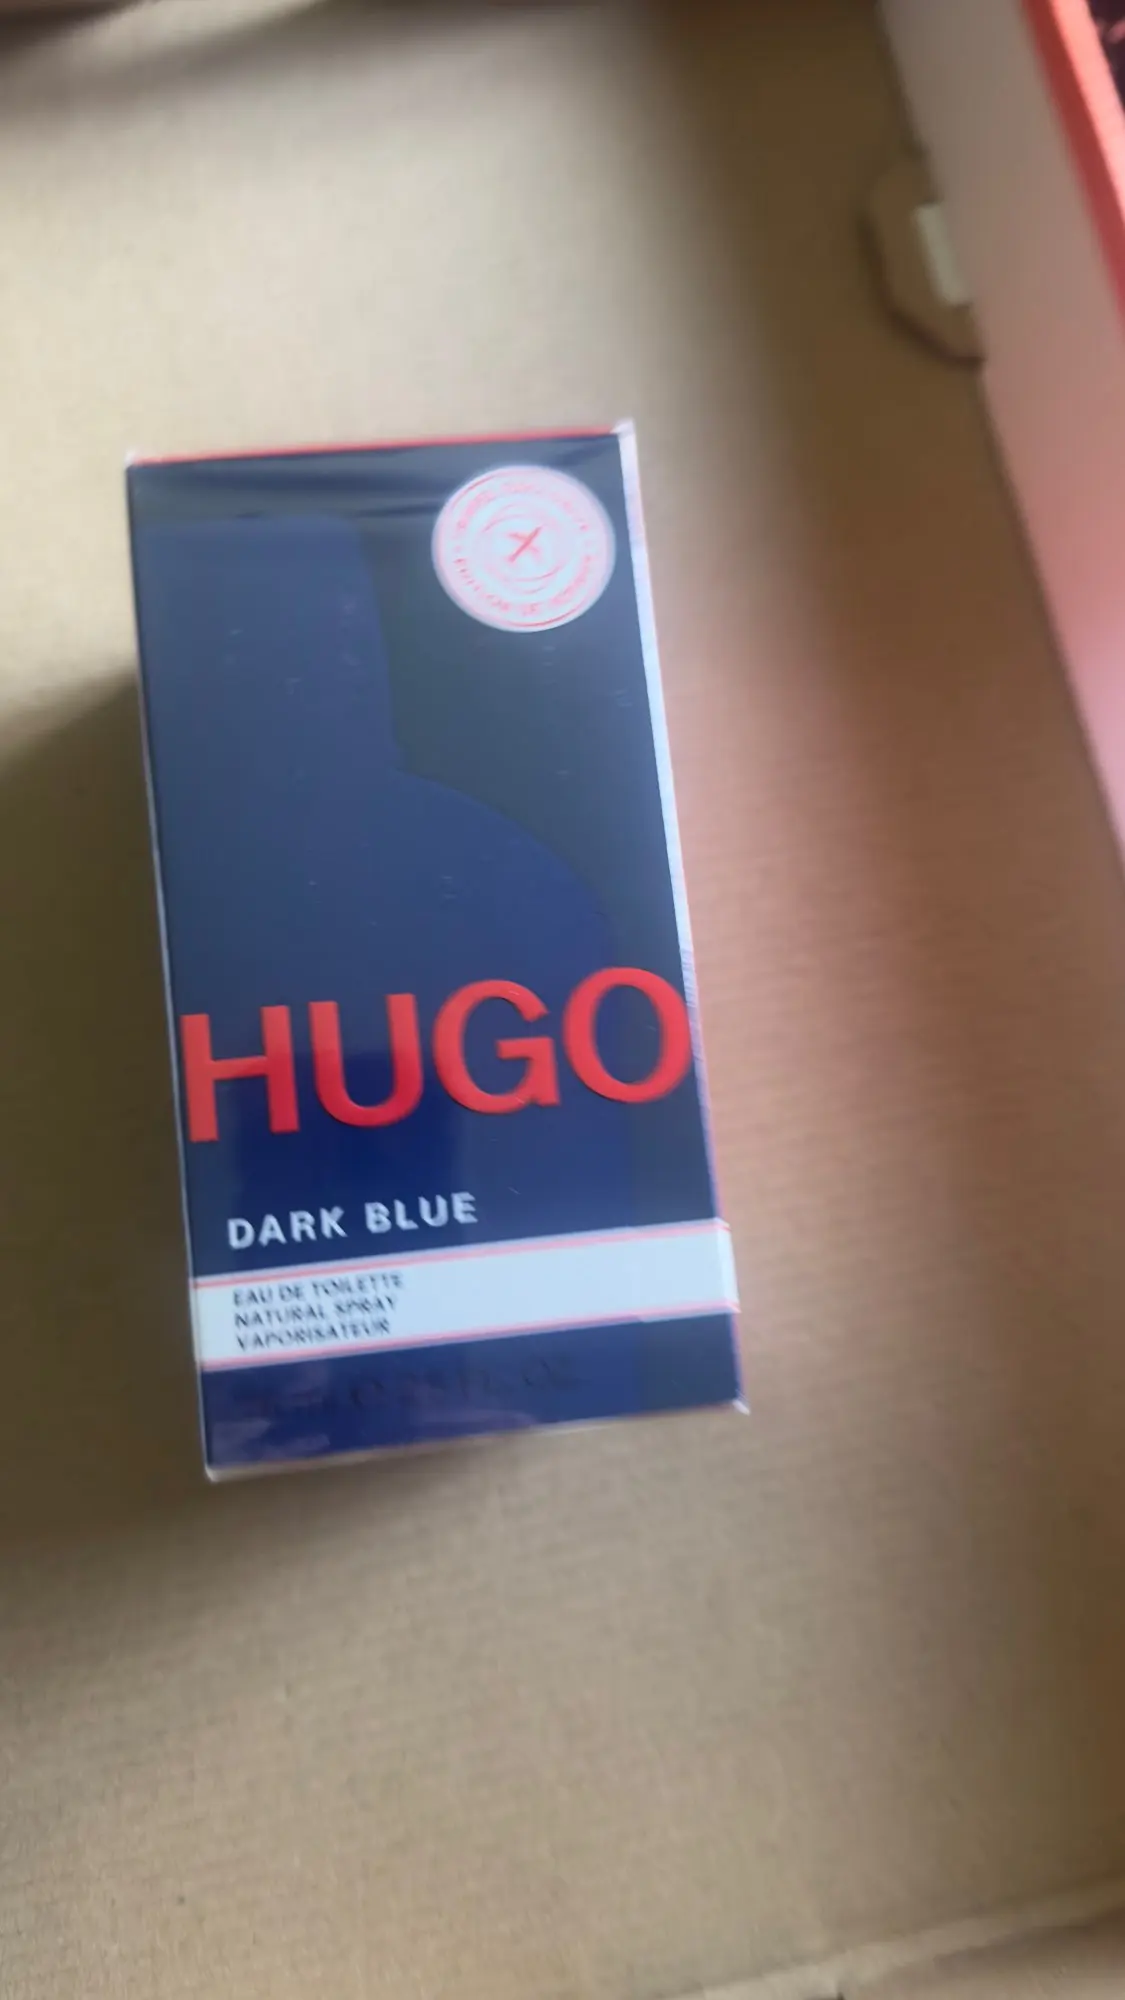 HUGO
DARK BLUE
EAU DE TOILETTE
NATURAL SPRAY
VAPORISATEUR